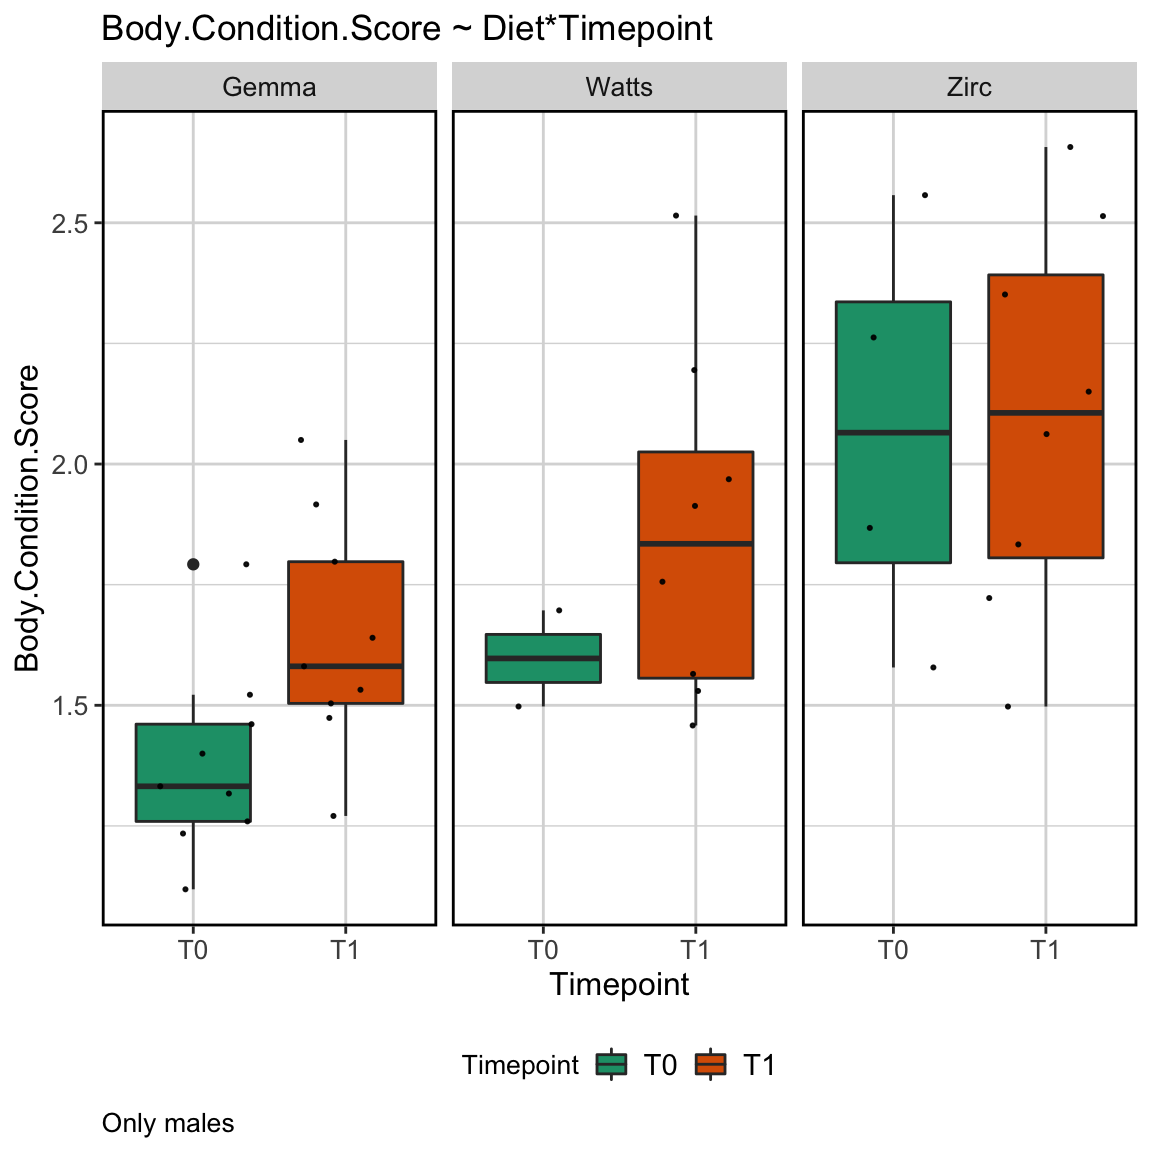 Body.Condition.Score ~ Diet*Timepoint
Gemma Watts Zirc
2.5
2.0
1.5
Body.Condition.Score
T0 T1 T0 T1 T0 T1
Timepoint
Timepoint T0 T1
Only males